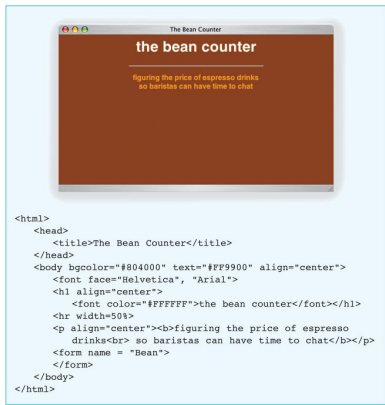 The Bean Counter
the bean counter
figuring the price of espresso drinks
so baristas can have time to chat
<html>
<head>
<title>The Bean Counter</title>
</head>
<body bgcolor="#804000" text="#FF9900" align="center">
<font face="Helvetica", "Arial">
<h1 align="center">
<font color="#FFFFFF">the bean counter</font></h1>
<hr width=50%>
<p align="center"><b>figuring the price of espresso
drinks<br> so baristas can have time to chat</b></p>
<form name = "Bean">
</form>
</body>
</html>